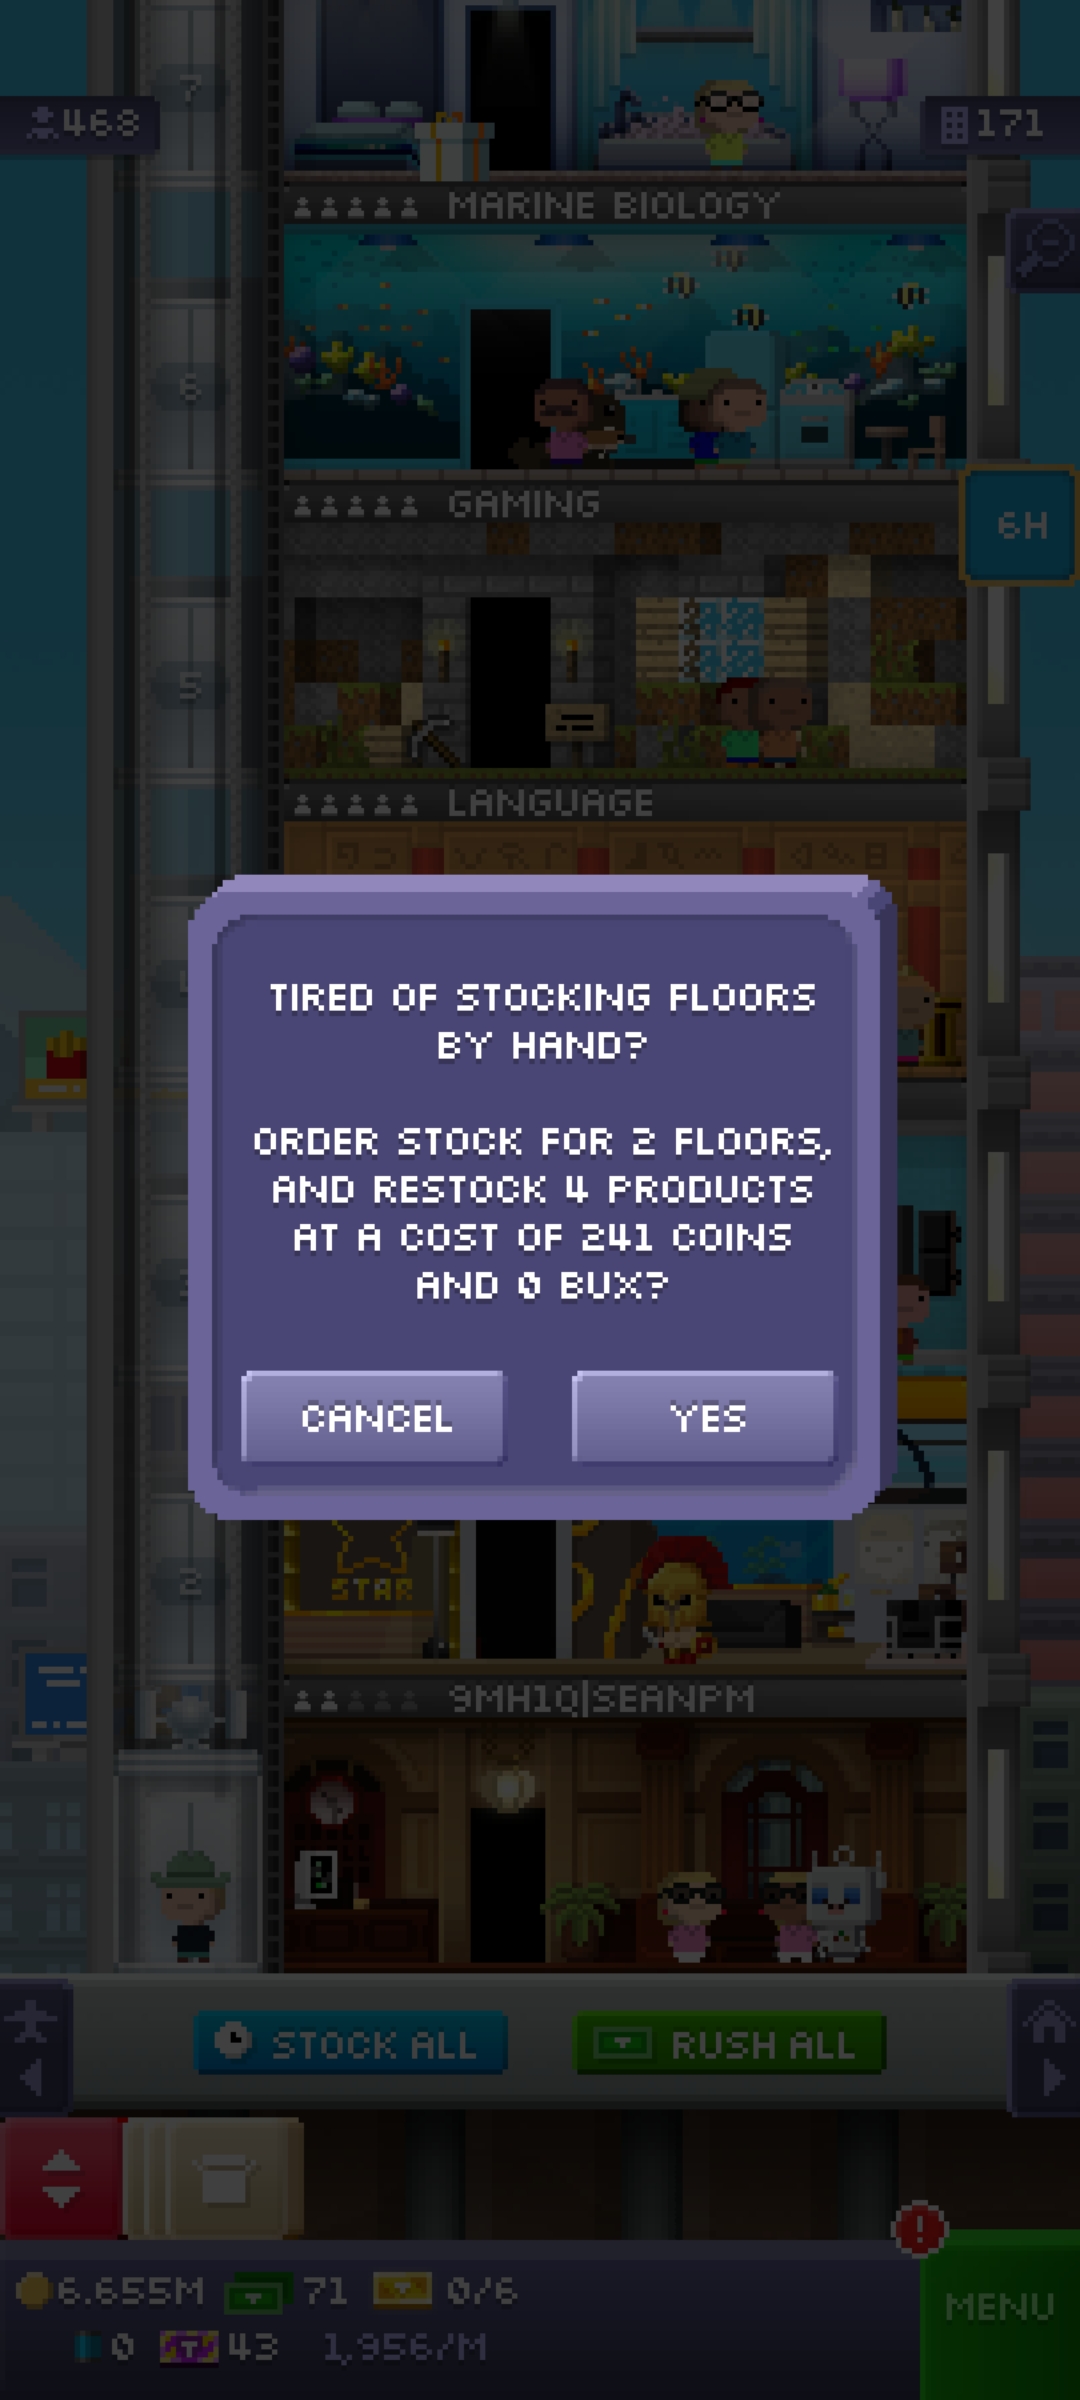 7
468
171
MARINE BIOLOGY
6
GAMING
6H
5
LANGUAGE
TIRED OF STOCKING FLOORS
BY HAND?
ORDER STOCK FOR 2 FLOORS,
AND RESTOCK 4 PRODUCTS
AT A COST OF 241 COINS
AND 0 BUX?
CANCEL
YES
2
STAR
9MH1Q|SEANPM
STOCK ALL
RUSH ALL
6.655M
71
0/6
0
43
1,956/M
MENU